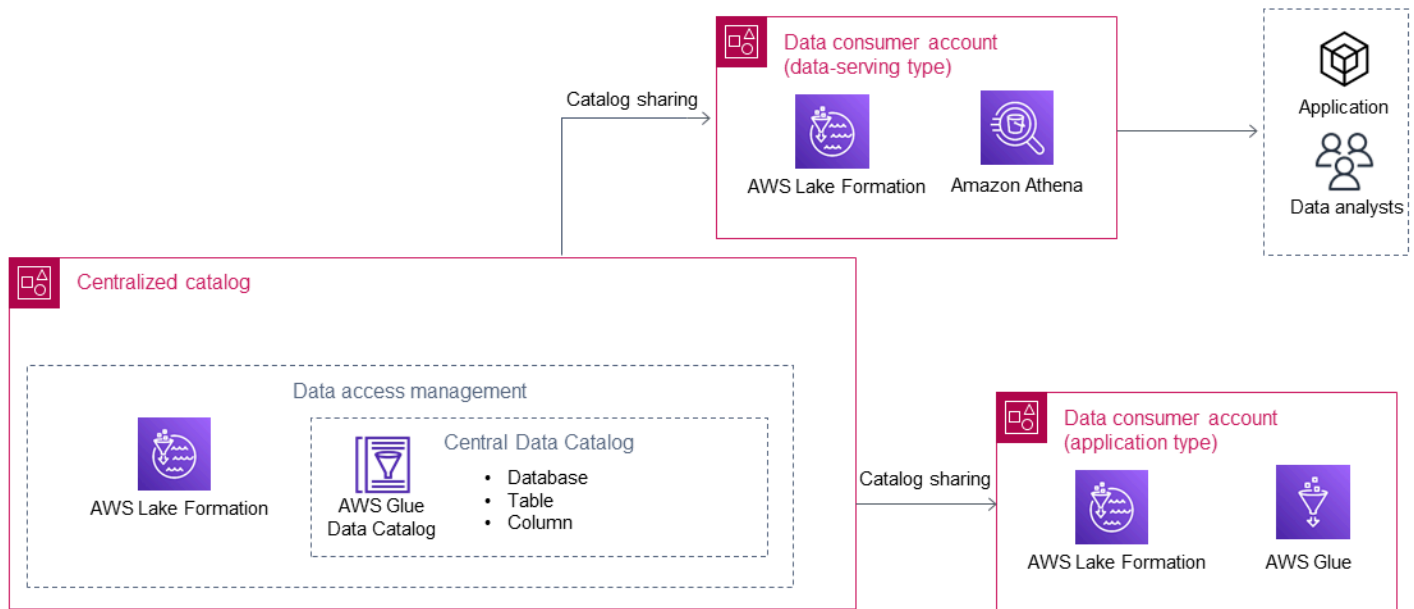 Data consumer account
(data-serving type)
Catalog sharing
AWS Lake Formation
Amazon Athena
Application
Data analysts
Centralized catalog
Data access management
Central Data Catalog
• Database
• Table
• Column
AWS Lake Formation
AWS Glue
Data Catalog
Catalog sharing
Data consumer account
(application type)
AWS Lake Formation
AWS Glue